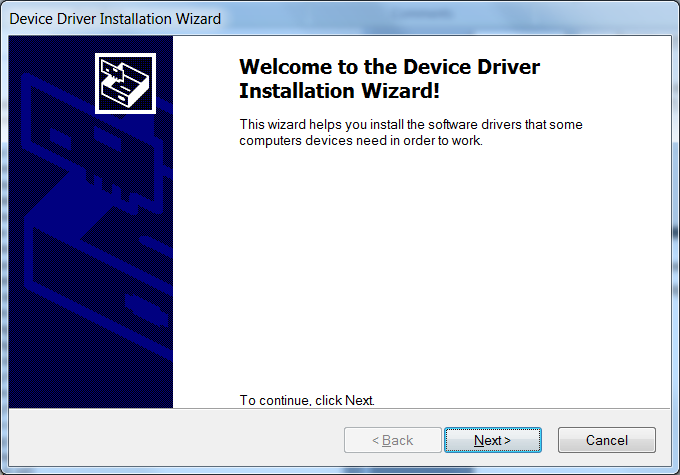 Device Driver Installation Wizard
Welcome to the Device Driver
Installation Wizard!
This wizard helps you install the software drivers that some
computers devices need in order to work.
To continue, click Next.
< Back
Next >
Cancel